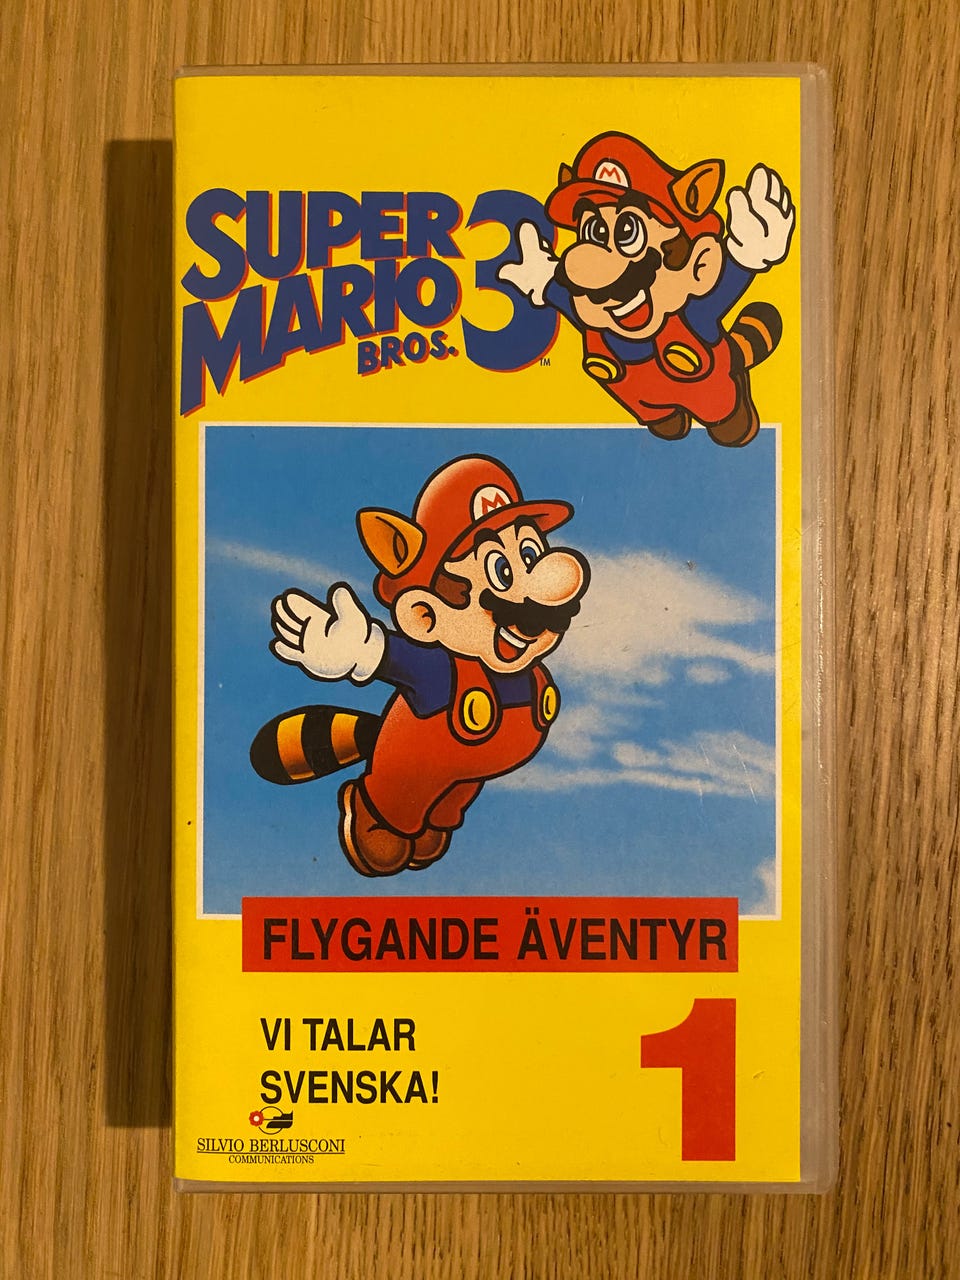 SUPER
MARIO
BROS. 3
TM
M
M
FLYGANDE ÄVENTYR
VI TALAR
SVENSKA!
1
SILVIO BERLUSCONI
COMMUNICATIONS